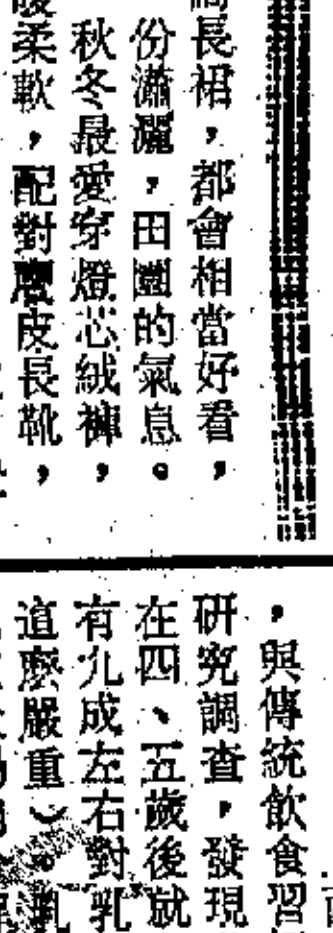 長裙，都會相當好看，
份瀟灑，田園的氣息。
秋冬最愛穿燈芯絨褲，
柔軟，配對麂皮長靴，
，與傳統飲食習
研究調查，發現
在四、五歲後就
有九成左右對乳
這麼嚴重）。乳